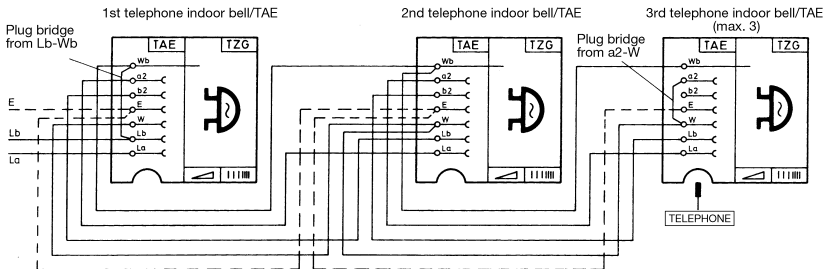 1st telephone indoor bell/TAE
2nd telephone indoor bell/TAE
3rd telephone indoor bell/TAE
(max. 3)
Plug bridge
from Lb-Wb
Plug bridge
from a2-W
TAE
TZG
Wb
a2
b2
E
W
Lb
La
TAE
TZG
Wb
a2
b2
E
W
Lb
La
TAE
TZG
Wb
a2
b2
E
W
Lb
La
E
Lb
La
TELEPHONE